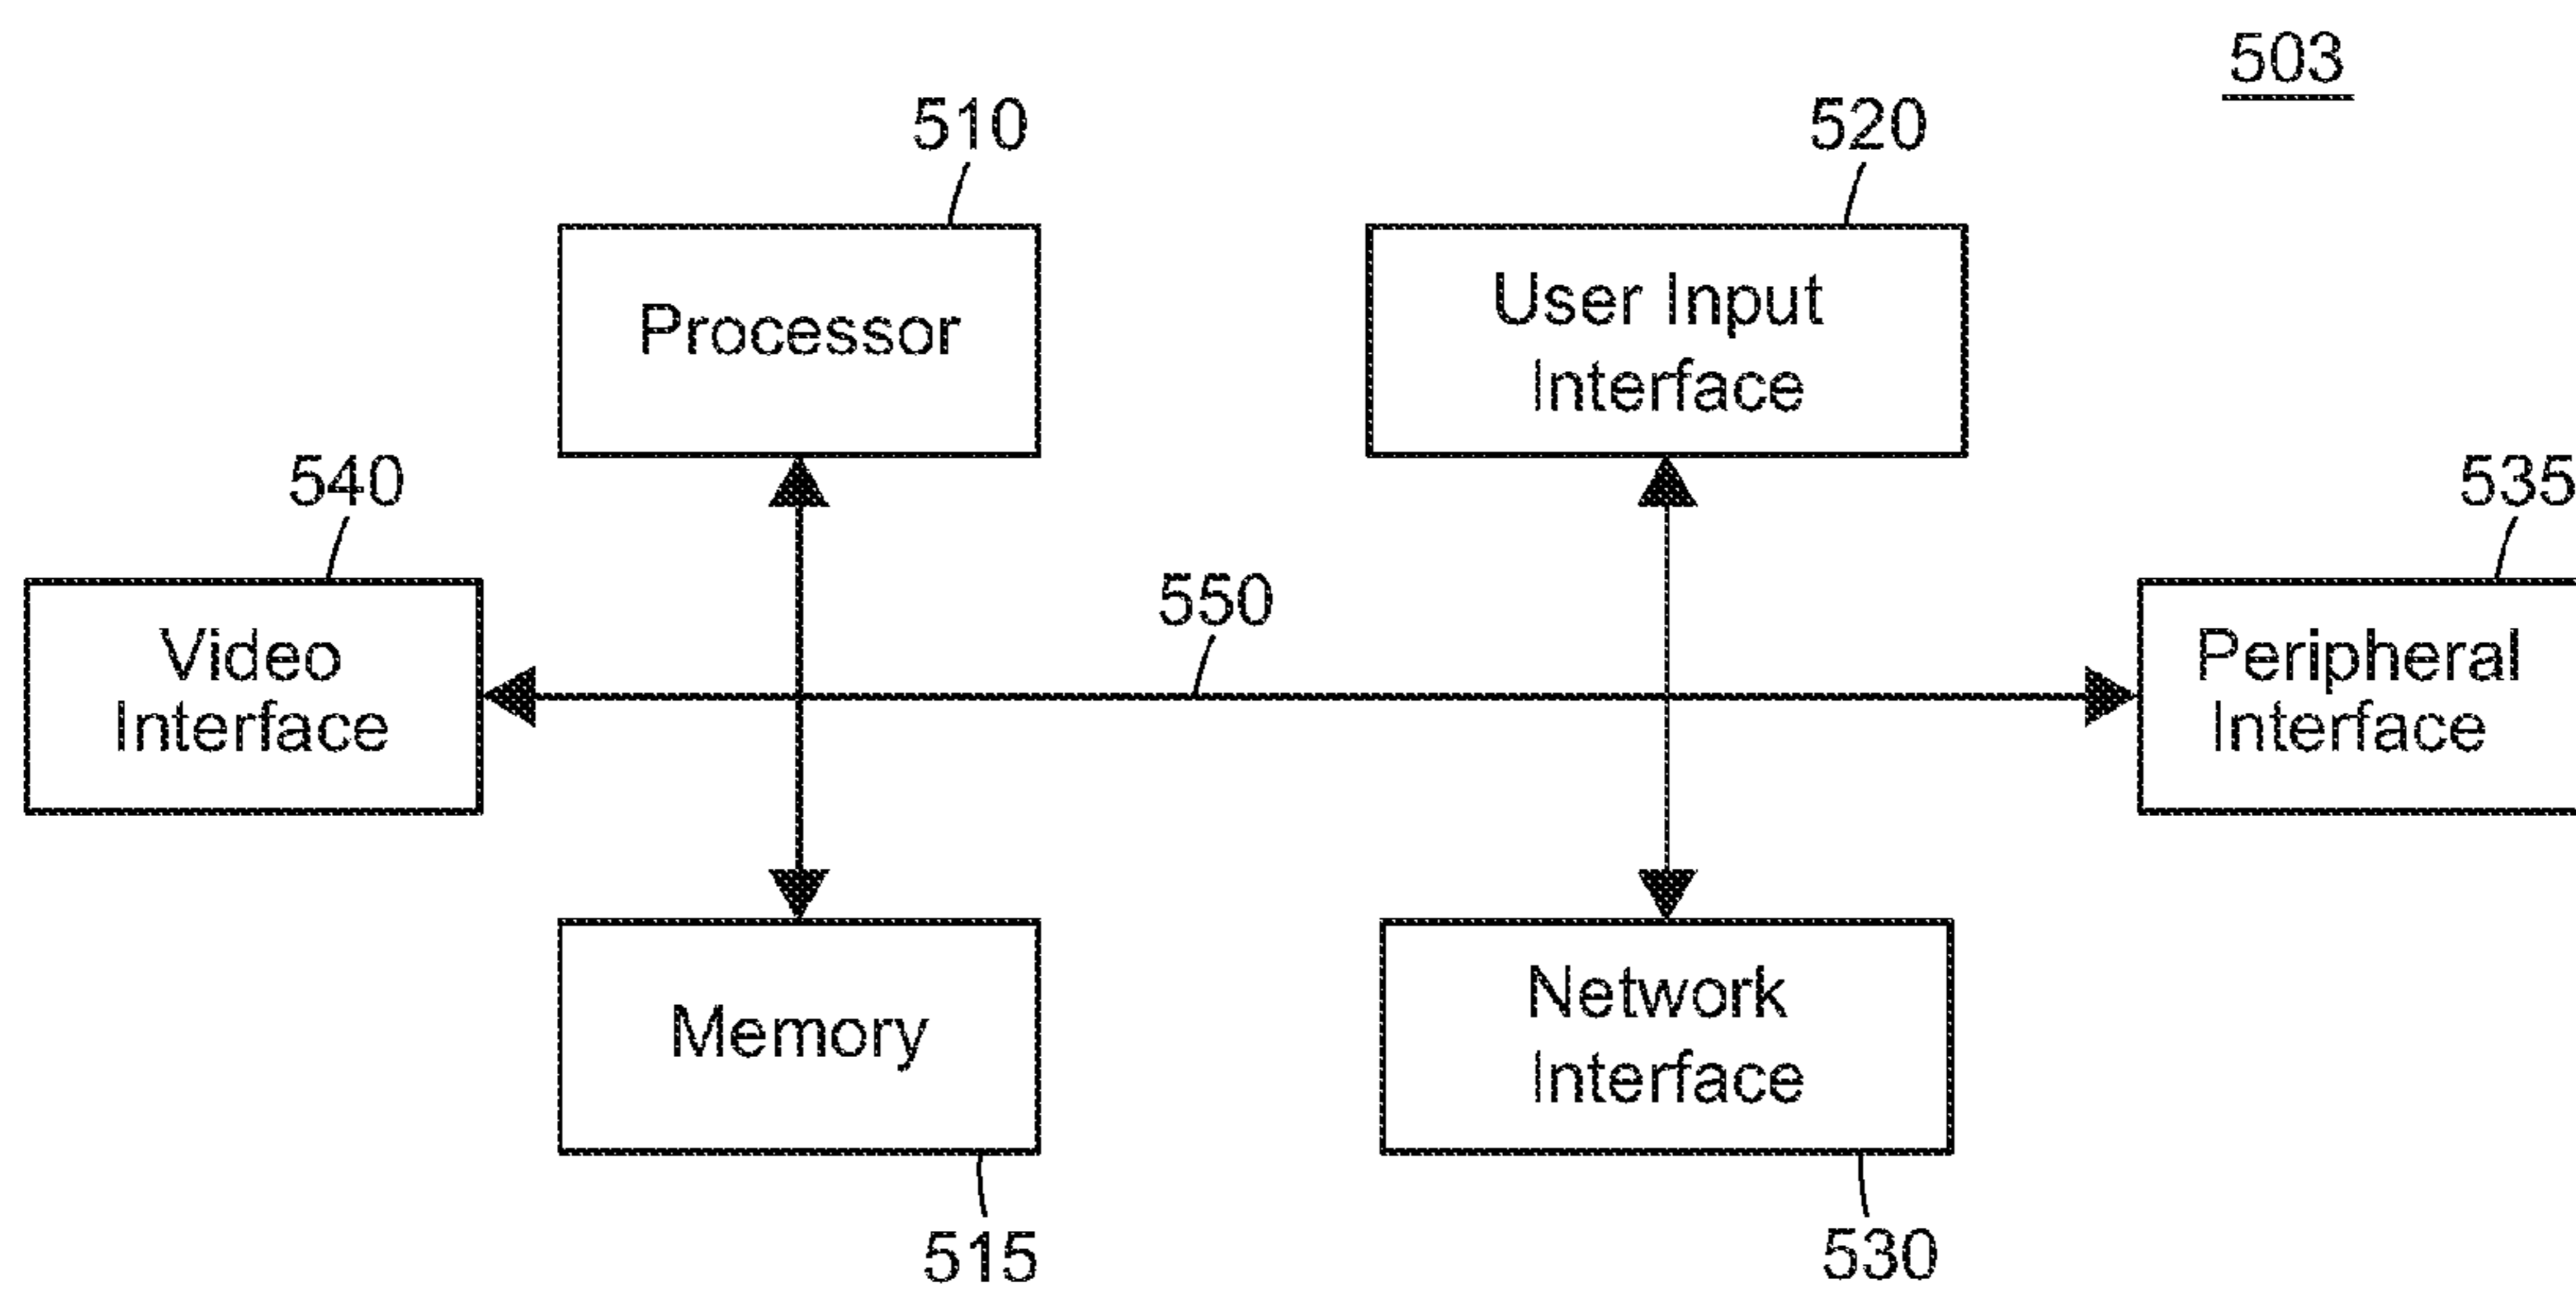 503
510
520
Processor
User Input
Interface
540
535
550
Video
Interface
Peripheral
Interface
Memory
Network
Interface
515
530